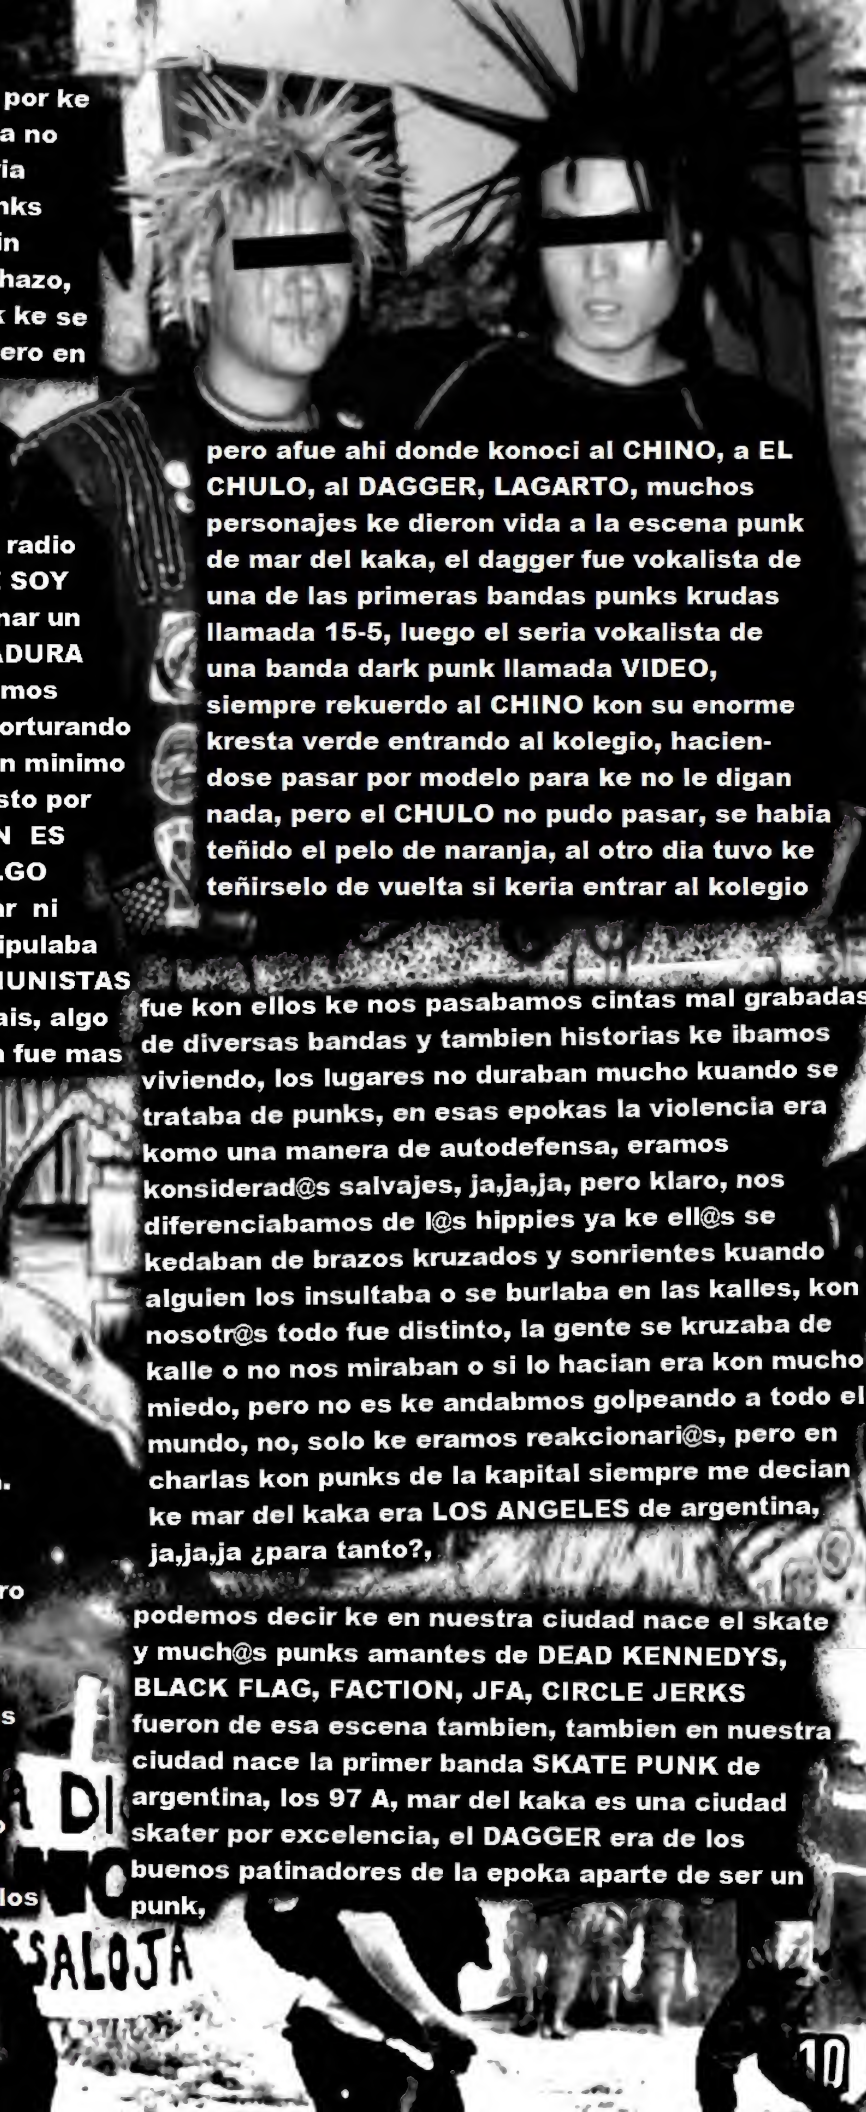 por ke
a no
via
nks
in
hazo,
k ke se
ero en
radio
E SOY
nar un
ADURA
mos
orturando
n minimo
sto por
N ES
LGO
ar ni
ipulaba
MUNISTAS
ais, algo
n fue mas
ro
s
los
pero afue ahi donde konoci al CHINO, a EL
CHULO, al DAGGER, LAGARTO, muchos
personajes ke dieron vida a la escena punk
de mar del kaka, el dagger fue vokalista de
una de las primeras bandas punks krudas
llamada 15-5, luego el seria vokalista de
una banda dark punk llamada VIDEO,
siempre rekuerdo al CHINO kon su enorme
kresta verde entrando al kolegio, hacien-
dose pasar por modelo para ke no le digan
nada, pero el CHULO no pudo pasar, se habia
teñido el pelo de naranja, al otro dia tuvo ke
teñirselo de vuelta si keria entrar al kolegio
fue kon ellos ke nos pasabamos cintas mal grabadas
de diversas bandas y tambien historias ke ibamos
viviendo, los lugares no duraban mucho kuando se
trataba de punks, en esas epokas la violencia era
komo una manera de autodefensa, eramos
konsiderad@s salvajes, ja,ja,ja, pero klaro, nos
diferenciabamos de l@s hippies ya ke ell@s se
kedaban de brazos kruzados y sonrientes kuando
alguien los insultaba o se burlaba en las kalles, kon
nosotr@s todo fue distinto, la gente se kruzaba de
kalle o no nos miraban o si lo hacian era kon mucho
miedo, pero no es ke andabmos golpeando a todo el
mundo, no, solo ke eramos reakcionari@s, pero en
charlas kon punks de la kapital siempre me decian
ke mar del kaka era LOS ANGELES de argentina,
ja,ja,ja ¿para tanto?,
podemos decir ke en nuestra ciudad nace el skate
y much@s punks amantes de DEAD KENNEDYS,
BLACK FLAG, FACTION, JFA, CIRCLE JERKS
fueron de esa escena tambien, tambien en nuestra
ciudad nace la primer banda SKATE PUNK de
argentina, los 97 A, mar del kaka es una ciudad
skater por excelencia, el DAGGER era de los
buenos patinadores de la epoka aparte de ser un
punk,
A DI
SALOJA
10